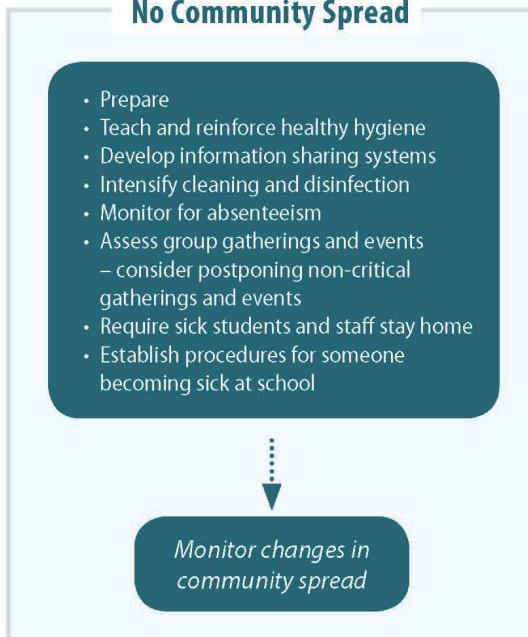 No Community Spread
• Prepare
• Teach and reinforce healthy hygiene
• Develop information sharing systems
• Intensify cleaning and disinfection
• Monitor for absenteeism
• Assess group gatherings and events
– consider postponing non-critical
gatherings and events
• Require sick students and staff stay home
• Establish procedures for someone
becoming sick at school
Monitor changes in
community spread